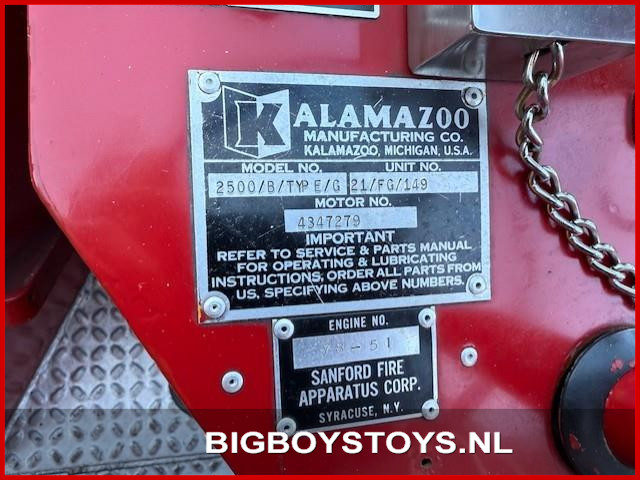 KALAMAZOO
MANUFACTURING CO.
KALAMAZOO, MICHIGAN, U.S.A.
MODEL NO. UNIT NO.
2500/B/TYPE/G 21/FG/149
MOTOR NO.
4347279
IMPORTANT
REFER TO SERVICE & PARTS MANUAL
FOR OPERATING & LUBRICATING
INSTRUCTIONS, ORDER ALL PARTS FROM
US, SPECIFYING ABOVE NUMBERS.
ENGINE NO.
SANFORD FIRE
APPARATUS CORP.
SYRACUSE, N.Y.
BIGBOYSTOYS.NL